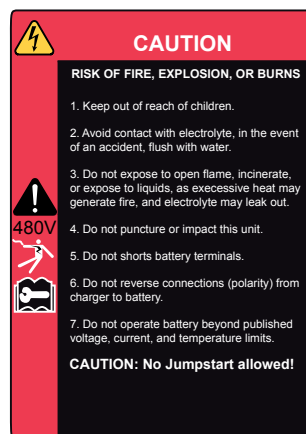 CAUTION
RISK OF FIRE, EXPLOSION, OR BURNS
1. Keep out of reach of children.
2. Avoid contact with electrolyte, in the event
of an accident, flush with water.
3. Do not expose to open flame, incinerate,
or expose to liquids, as execessive heat may
generate fire, and electrolyte may leak out.
480V
4. Do not puncture or impact this unit.
5. Do not shorts battery terminals.
6. Do not reverse connections (polarity) from
charger to battery.
7. Do not operate battery beyond published
voltage, current, and temperature limits.
CAUTION: No Jumpstart allowed!